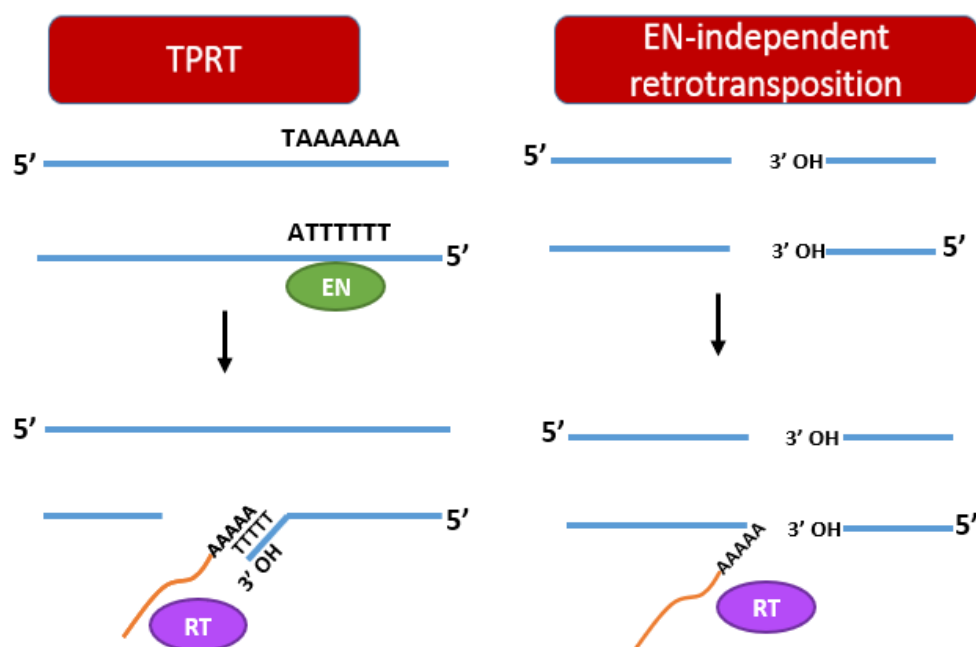 TPRT
TAAAAAA
5’
ATTTTTT
5’
EN
5’
5’
AAAAA
TTTTT
3’ OH
RT
EN-independent
retrotransposition
5’
3’ OH
3’ OH
5’
5’
3’ OH
5’
3’ OH
AAAAA
RT